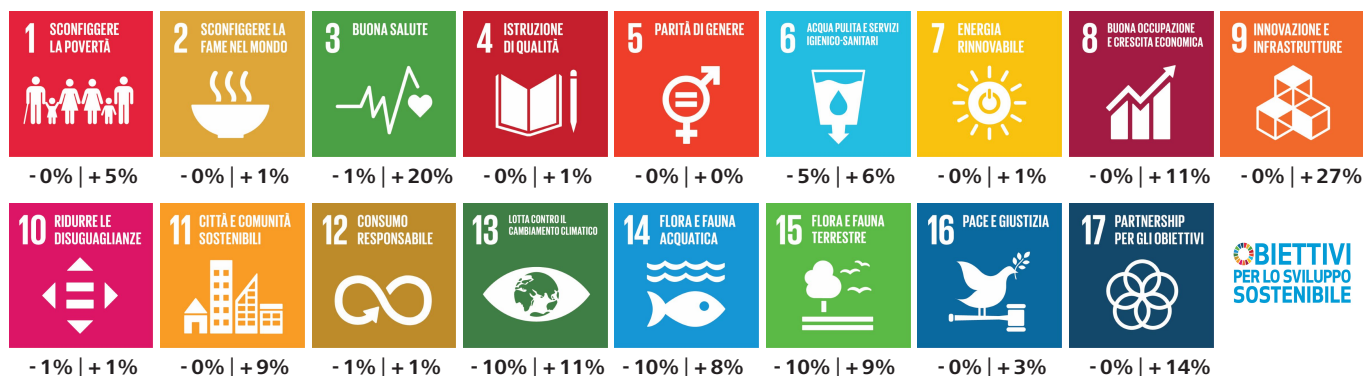 1 SCONFIGGERE
LA POVERTÀ
2 SCONFIGGERE LA
FAME NEL MONDO
3 BUONA SALUTE
4 ISTRUZIONE
DI QUALITÀ
5 PARITÀ DI GENERE
6 ACQUA PULITA E SERVIZI
IGIENICO-SANITARI
7 ENERGIA
RINNOVABILE
8 BUONA OCCUPAZIONE
E CRESCITA ECONOMICA
9 INNOVAZIONE E
INFRASTRUTTURE
-0% | +5%
-0% | +1%
-1% | +20%
-0% | +1%
-0% | +0%
-5% | +6%
-0% | +1%
-0% | +11%
-0% | +27%
10 RIDURRE LE
DISUGUAGLIANZE
11 CITTÀ E COMUNITÀ
SOSTENIBILI
12 CONSUMO
RESPONSABILE
13 LOTTA CONTRO IL
CAMBIAMENTO CLIMATICO
14 FLORA E FAUNA
ACQUATICA
15 FLORA E FAUNA
TERRESTRE
16 PACE E GIUSTIZIA
17 PARTNERSHIP
PER GLI OBIETTIVI
OBIETTIVI
PER LO SVILUPPO
SOSTENIBILE
-1% | +1%
-0% | +9%
-1% | +1%
-10% | +11%
-10% | +8%
-10% | +9%
-0% | +3%
-0% | +14%